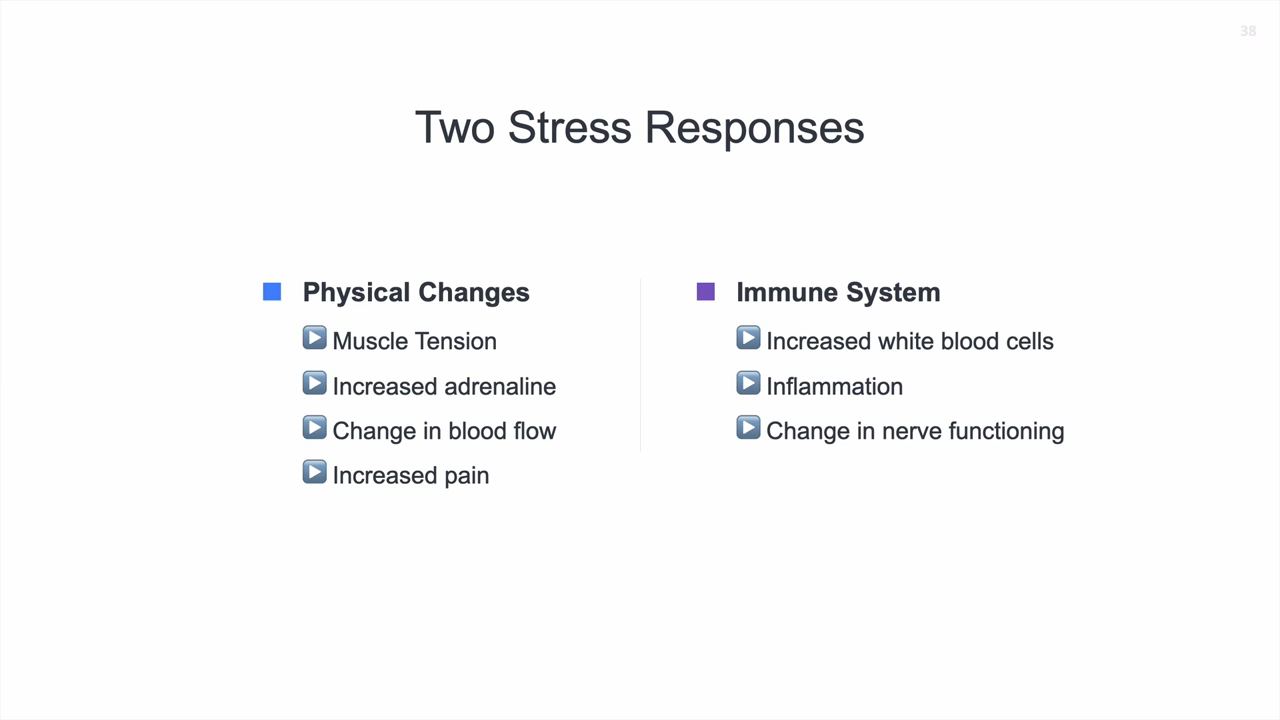 38
Two Stress Responses
Physical Changes
Muscle Tension
Increased adrenaline
Change in blood flow
Increased pain
Immune System
Increased white blood cells
Inflammation
Change in nerve functioning